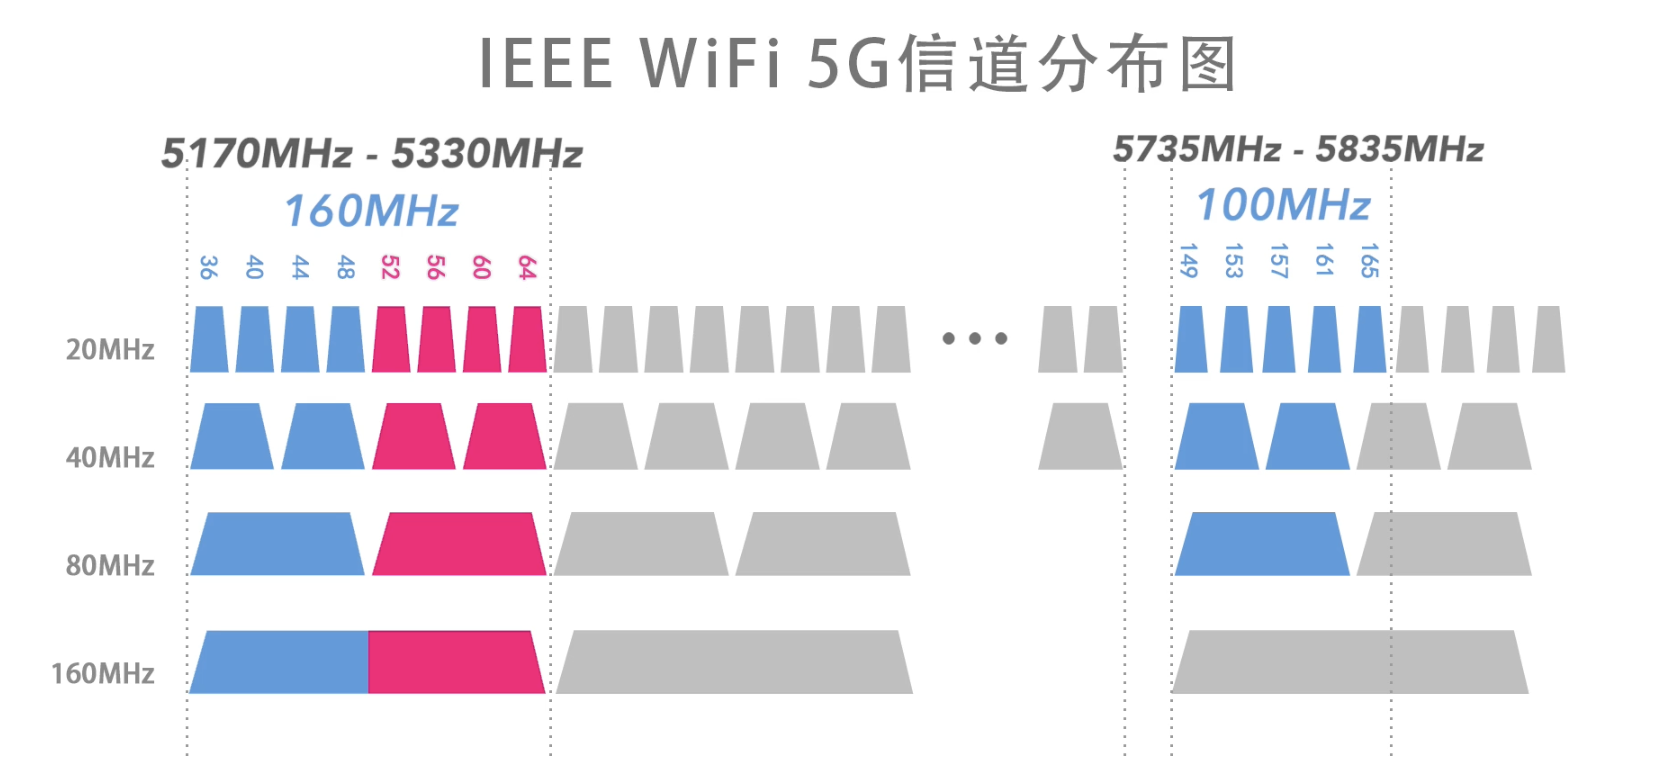 IEEE WiFi 5G信道分布图
5170MHz - 5330MHz
5735MHz - 5835MHz
160MHz
100MHz
36 40 44 48 52 56 60 64
149 153 157 161 165
20MHz
•••
40MHz
80MHz
160MHz